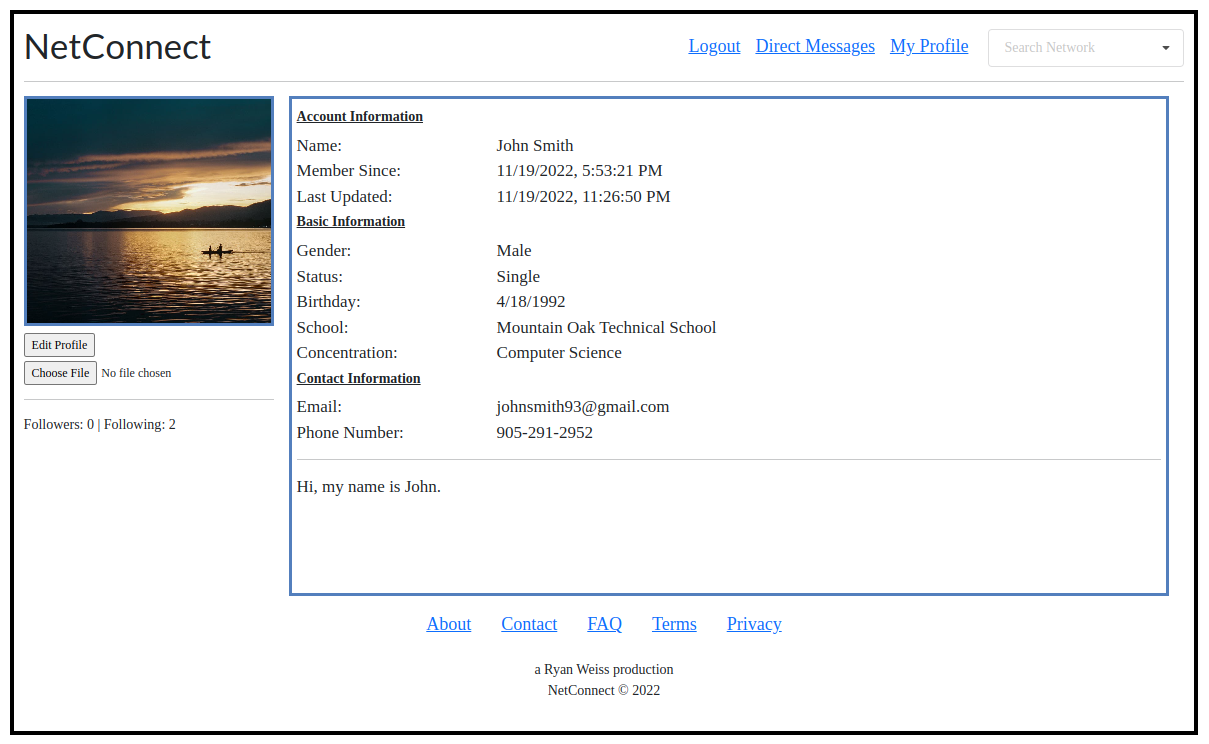 NetConnect
Logout Direct Messages My Profile Search Network
Account Information
Name: John Smith
Member Since: 11/19/2022, 5:53:21 PM
Last Updated: 11/19/2022, 11:26:50 PM
Basic Information
Gender: Male
Status: Single
Birthday: 4/18/1992
School: Mountain Oak Technical School
Concentration: Computer Science
Contact Information
Email: johnsmith93@gmail.com
Phone Number: 905-291-2952
Hi, my name is John.
Edit Profile
Choose File No file chosen
Followers: 0 | Following: 2
About Contact FAQ Terms Privacy
a Ryan Weiss production
NetConnect © 2022